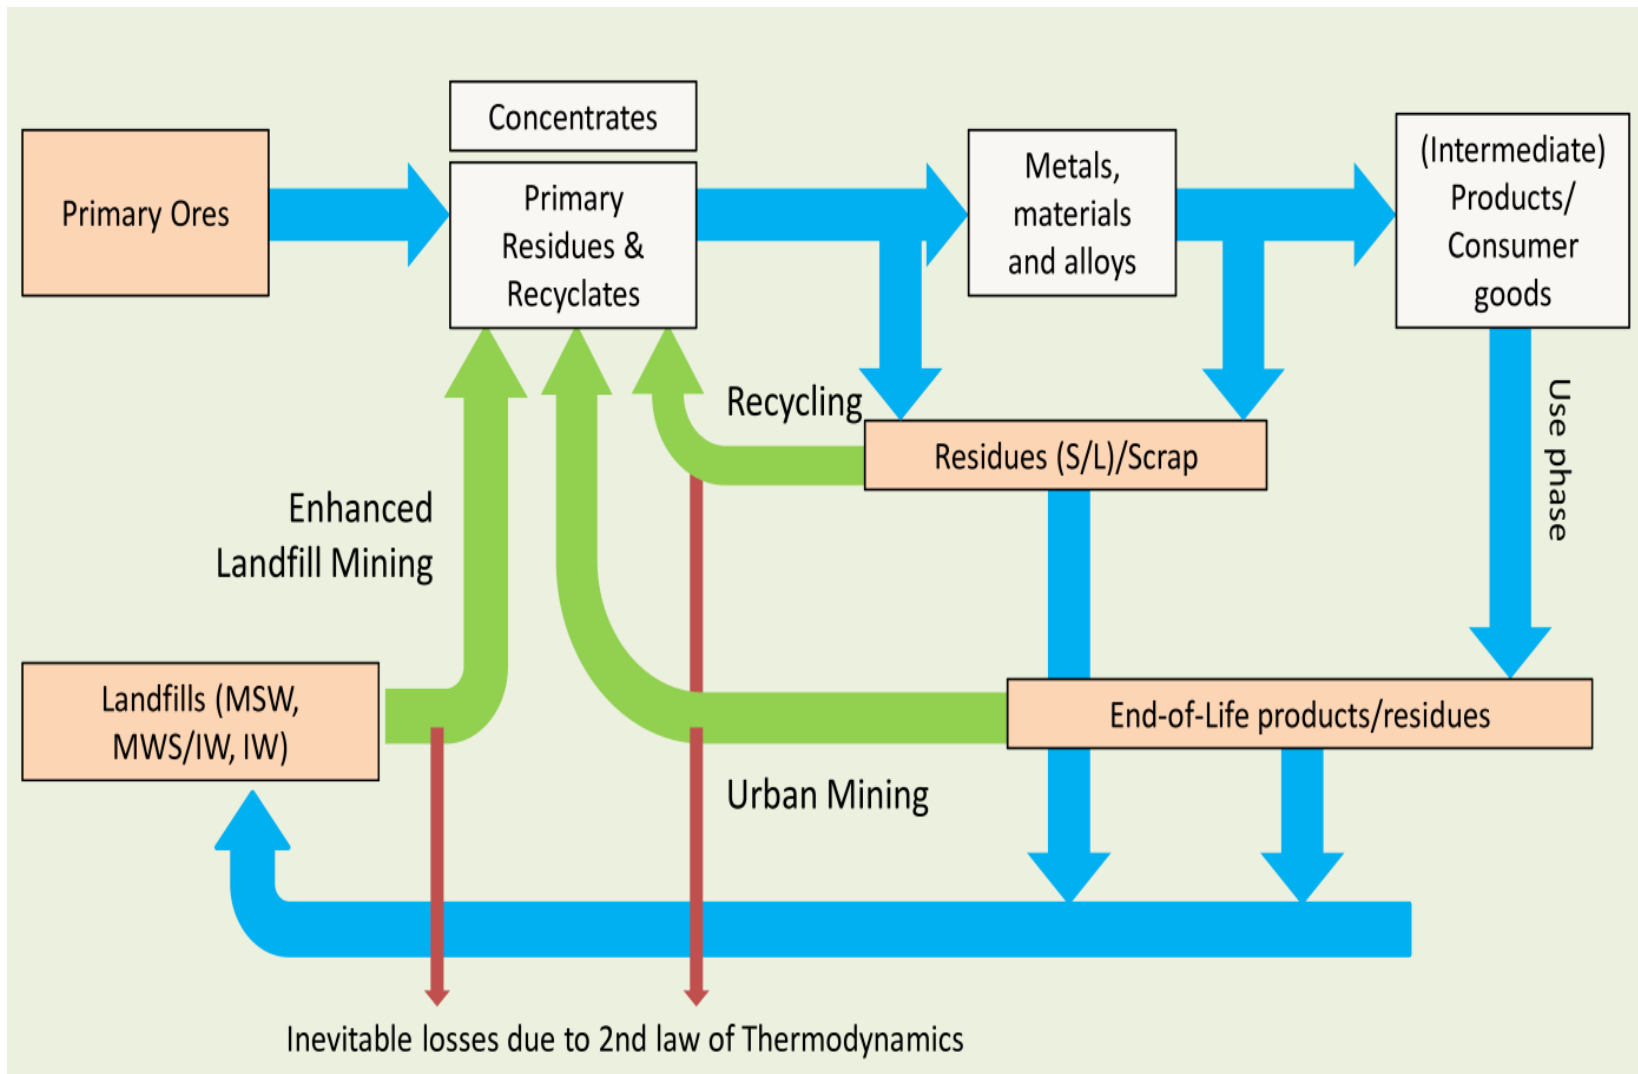 Concentrates
Primary Ores
Primary
Residues &
Recyclates
Metals,
materials
and alloys
(Intermediate)
Products/
Consumer
goods
Recycling
Use phase
Residues (S/L)/Scrap
Enhanced
Landfill Mining
Landfills (MSW,
MWS/IW, IW)
End-of-Life products/residues
Urban Mining
Inevitable losses due to 2nd law of Thermodynamics